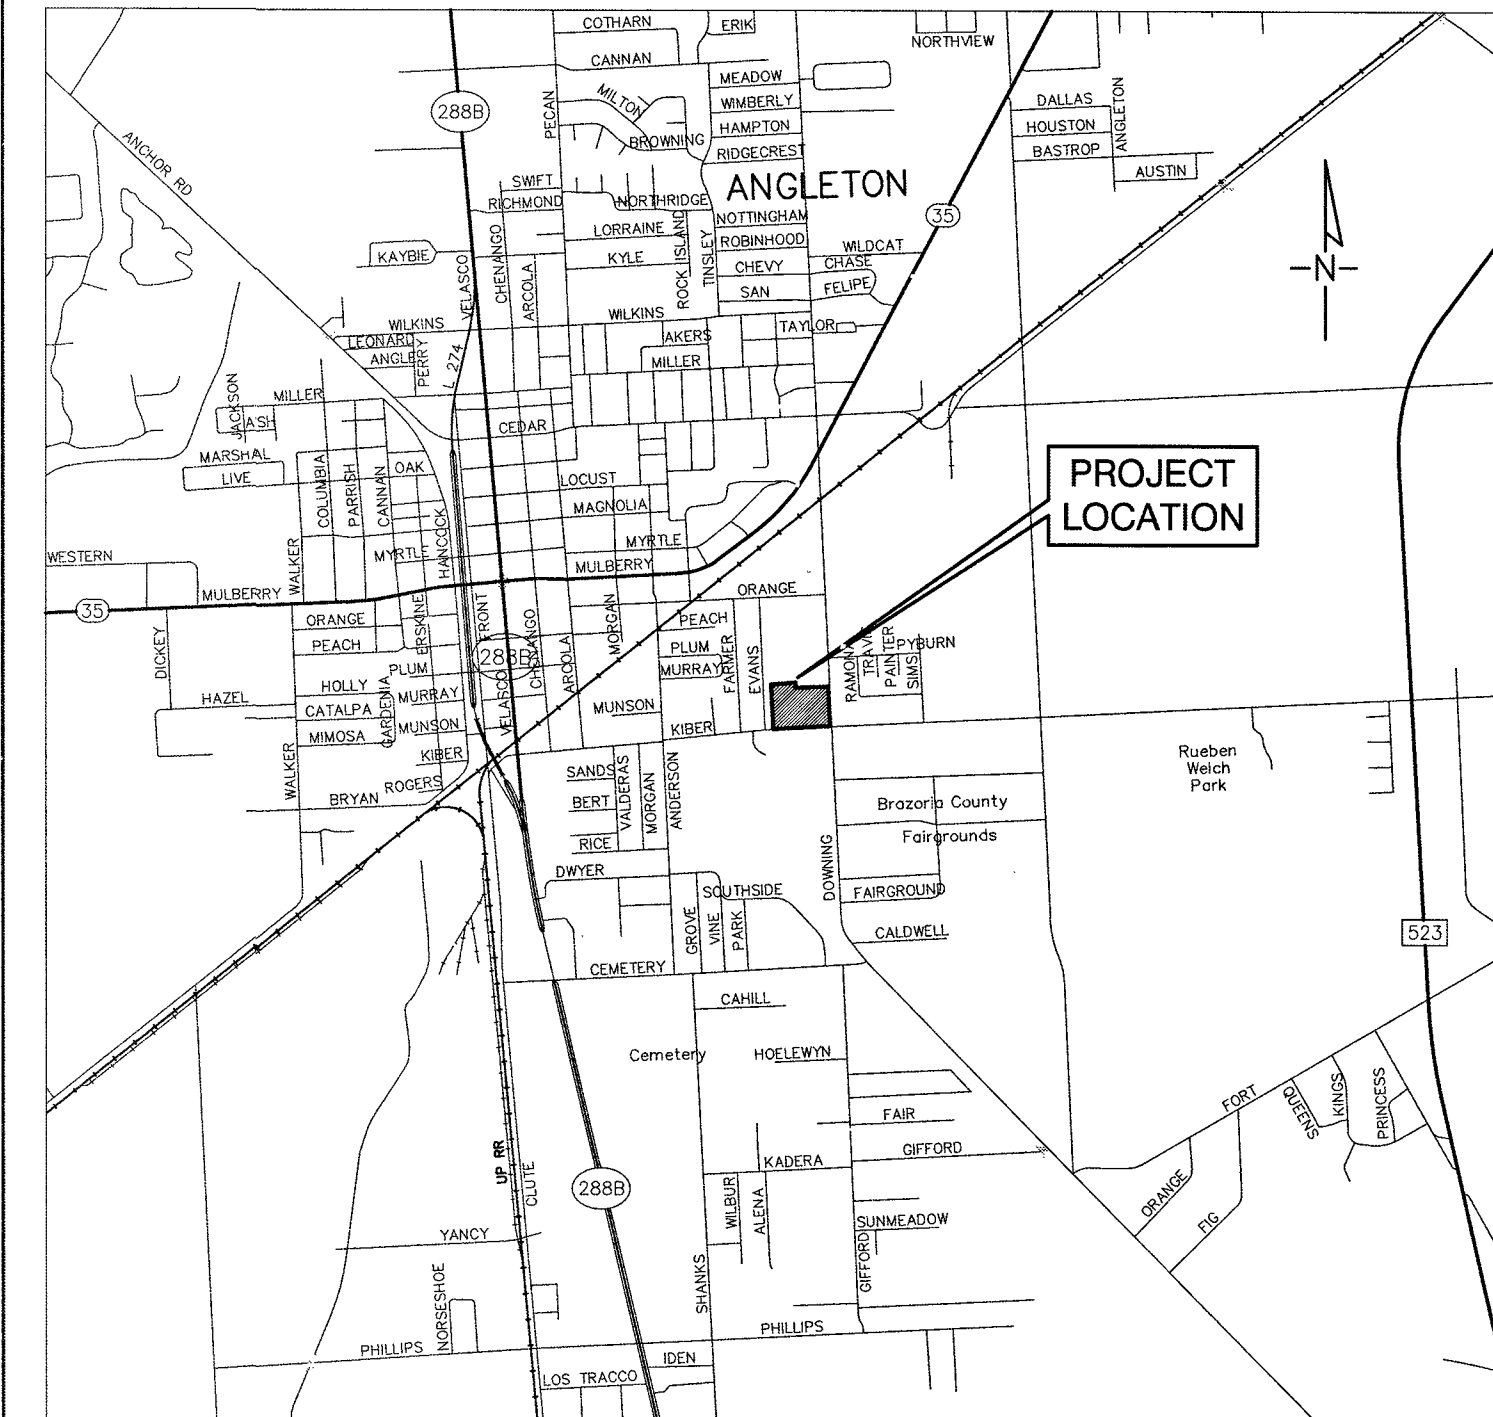 COTHARN
ERIK
NORTHVIEW
CANNAN
MEADOW
288B
PECAN
MILTON
WIMBERLY
DALLAS
ANGLETON
HAMPTON
HOUSTON
BROWNING
RIDGECREST
BASTROP
ANCHOR RD
AUSTIN
SWIFT
ANGLETON
RICHMOND
NORTHRIDGE
35
NOTTINGHAM
LORRAINE
ROCK ISLAND
TINSLEY
ROBINHOOD
WILDCAT
KAYBIE
VELASCO
CHENANGO
ARCOLA
KYLE
CHEVY
CHASE
N
SAN
FELIPE
WILKINS
WILKINS
TAYLOR
LEONARD
AKERS
ANGLE
PERRY
L 274
MILLER
JACKSON
MILLER
ASH
CEDAR
MARSHAL
LIVE
OAK
COLUMBIA
PARRISH
CANNAN
LOCUST
PROJECT
LOCATION
MAGNOLIA
HANCOCK
WESTERN
MYRTLE
MYRTLE
WALKER
MULBERRY
MULBERRY
35
ORANGE
ORANGE
ERSKINE
FRONT
CHENANGO
MORGAN
PEACH
DICKEY
PEACH
ARCOLA
PLUM
FARMER
EVANS
RAMONA
TRAVI
PAINTER
PYBURN
SIMS
288B
PLUM
MURRAY
HAZEL
HOLLY
GARDENIA
MURRAY
VELASCO
MUNSON
CATALPA
MUNSON
KIBER
MIMOSA
KIBER
Rueben
Welch
Park
WALKER
SANDS
VALDERAS
MORGAN
ANDERSON
ROGERS
BRYAN
BERT
Brazoria County
Fairgrounds
RICE
DOWNING
DWYER
SOUTHSIDE
FAIRGROUND
GROVE
VINE
PARK
CALDWELL
523
CEMETERY
CAHILL
Cemetery
HOELEWYN
FORT
QUEENS
KINGS
PRINCESS
FAIR
UP RR
CLUTE
GIFFORD
KADERA
288B
WILBUR
ALENA
ORANGE
FIG
SUNMEADOW
YANCY
GIFFORD
NORSESHOE
SHANKS
PHILLIPS
PHILLIPS
IDEN
LOS TRACCO